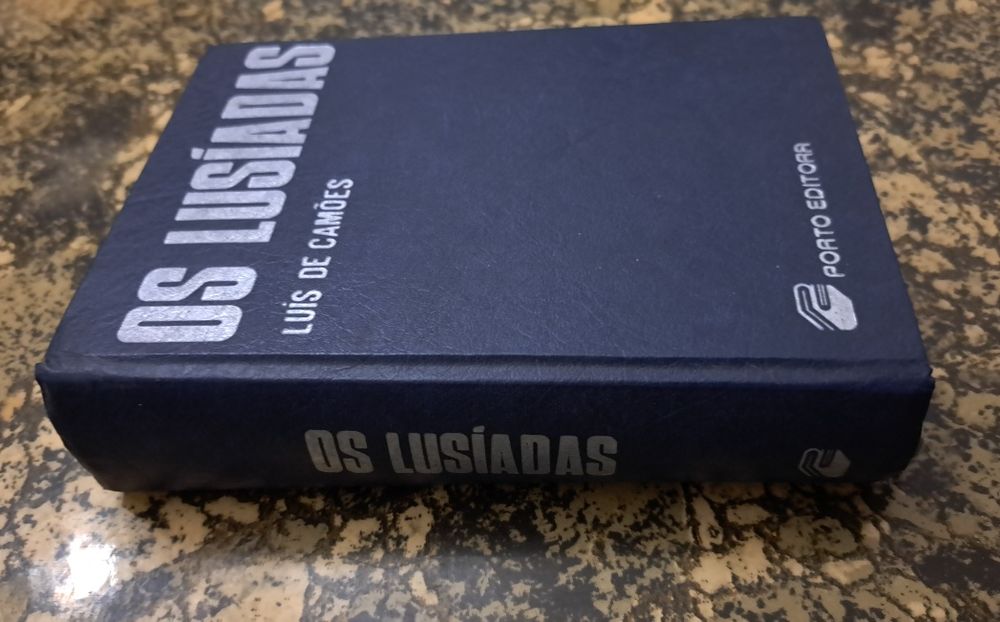 OS LUSÍADAS
LUÍS DE CAMÕES
PORTO EDITORA
OS LUSÍADAS